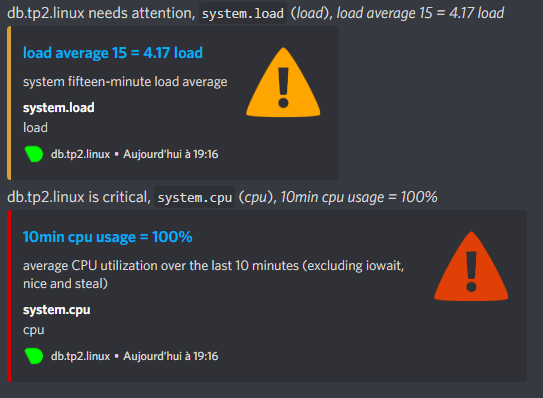 db.tp2.linux needs attention, system.load (load), load average 15 = 4.17 load
load average 15 = 4.17 load
system fifteen-minute load average
system.load
load
db.tp2.linux • Aujourd'hui à 19:16
db.tp2.linux is critical, system.cpu (cpu), 10min cpu usage = 100%
10min cpu usage = 100%
average CPU utilization over the last 10 minutes (excluding iowait,
nice and steal)
system.cpu
cpu
db.tp2.linux • Aujourd'hui à 19:16